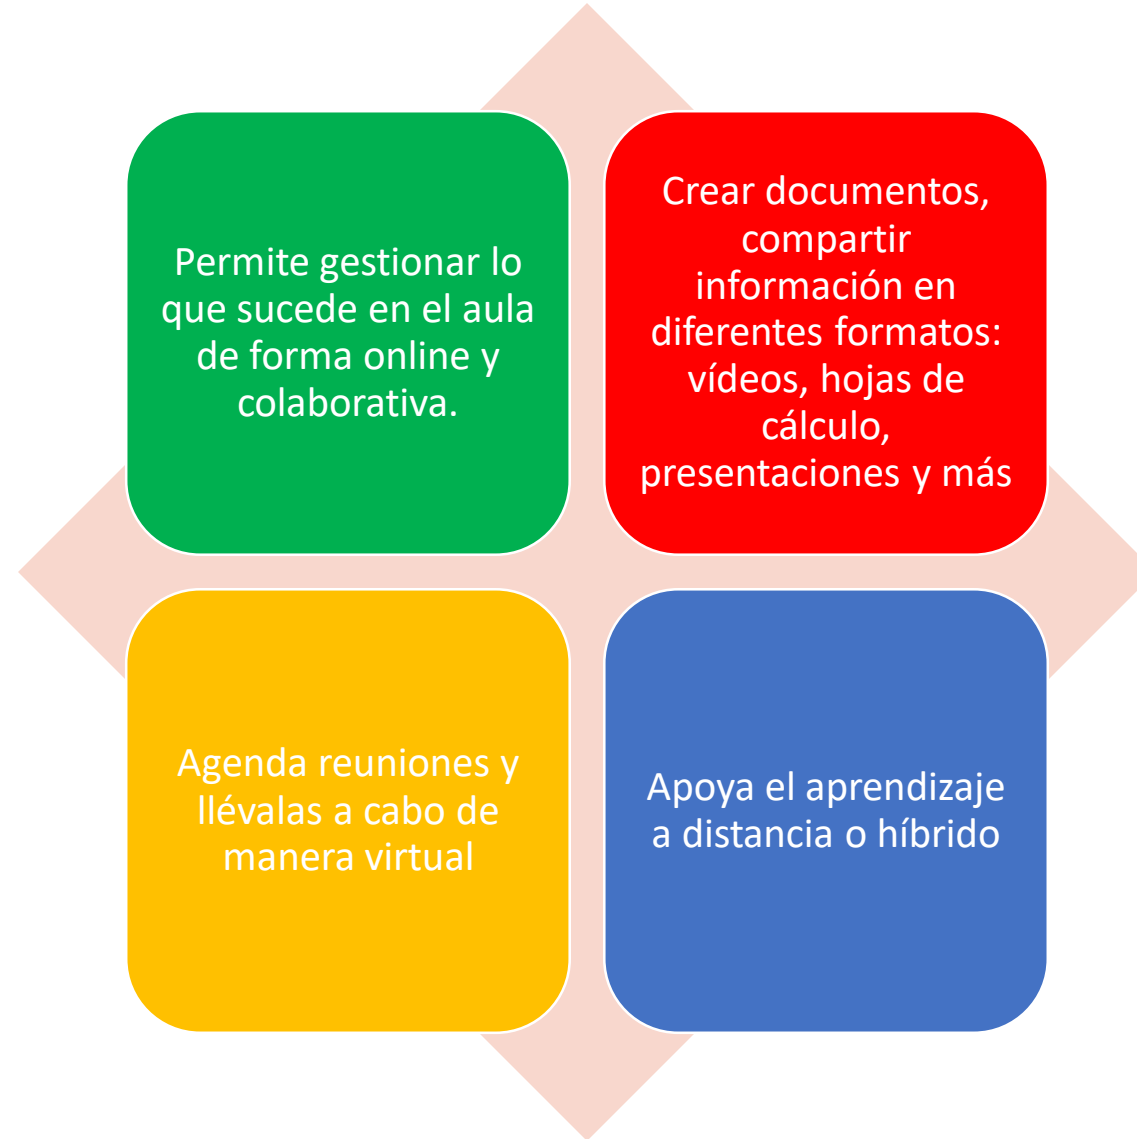 Permite gestionar lo
que sucede en el aula
de forma online y
colaborativa.
Crear documentos,
compartir
información en
diferentes formatos:
vídeos, hojas de
cálculo,
presentaciones y más
Agenda reuniones y
llévalas a cabo de
manera virtual
Apoya el aprendizaje
a distancia o híbrido